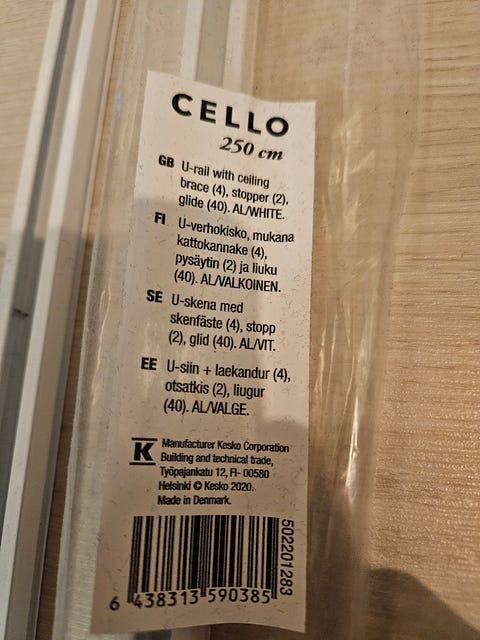 CELLO
250 cm
GB U-rail with ceiling
brace (4), stopper (2),
glide (40). AL/WHITE.
FI U-verhokisko, mukana
kattokannake (4),
pysäytin (2) ja liuku
(40). AL/VALKOINEN.
SE U-skena med
skenfäste (4), stopp
(2), glid (40). AL/VIT.
EE U-siin + laekandur (4),
otsatkis (2), liugur
(40). AL/VALGE.
K
Manufacturer Kesko Corporation
Building and technical trade,
Työpajankatu 12, FI- 00580
Helsinki © Kesko 2020.
Made in Denmark.
502201283
6 438313 590385